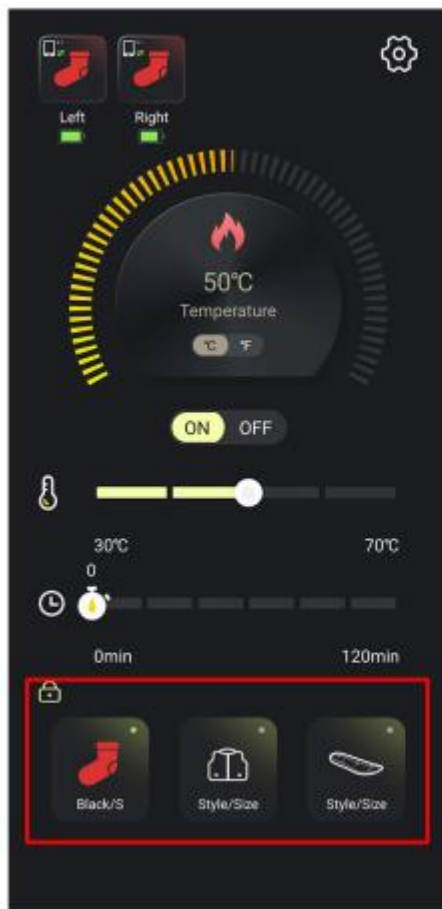 Left Right
50℃
Temperature
℃ ℉
ON OFF
30℃ 70℃
0
0min 120min
Black/S Style/Size Style/Size